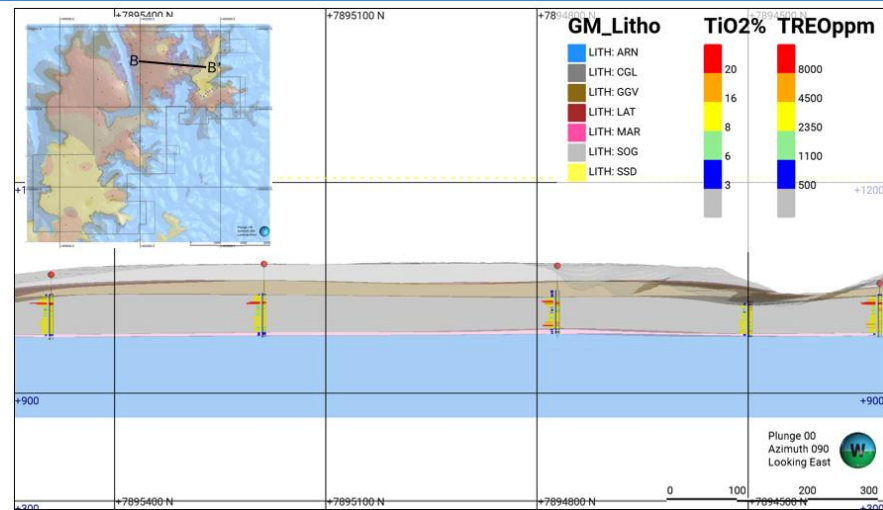 +7895400 N
+7895100 N
+7894800 N
+7894500 N
GM_Litho
TiO2%
TREOppm
LITH: ARN
LITH: CGL
LITH: GGV
LITH: LAT
LITH: MAR
LITH: SOG
LITH: SSD
20
16
8
6
3
8000
4500
2350
1100
500
B
B'
Plunge 00
+1200
+900
+900
Plunge 00
Azimuth 090
Looking East
W
0 100 200 300
+7895400 N
+7895100 N
+7894800 N
+7894500 N